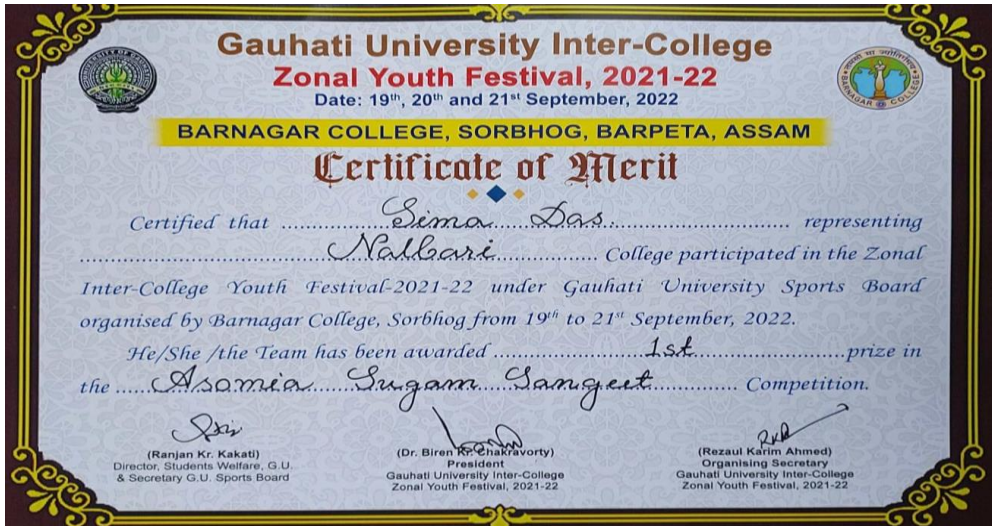 Gauhati University Inter-College
Zonal Youth Festival, 2021-22
Date: 19th, 20th and 21st September, 2022
BARNAGAR COLLEGE, SORBHOG, BARPETA, ASSAM
Certificate of Merit
Certified that ...... Sima Das ...... representing
...... Nalbari ...... College participated in the Zonal
Inter-College Youth Festival-2021-22 under Gauhati University Sports Board
organised by Barnagar College, Sorbhog from 19th to 21st September, 2022.
He/She /the Team has been awarded ...... 1st ...... prize in
the ...... Asomia Sugam Sangeet ...... Competition.
(Ranjan Kr. Kakati)
Director, Students Welfare, G.U.
& Secretary G.U. Sports Board
(Dr. Biren Kr. Chakravorty)
President
Gauhati University Inter-College
Zonal Youth Festival, 2021-22
(Rezaul Karim Ahmed)
Organising Secretary
Gauhati University Inter-College
Zonal Youth Festival, 2021-22